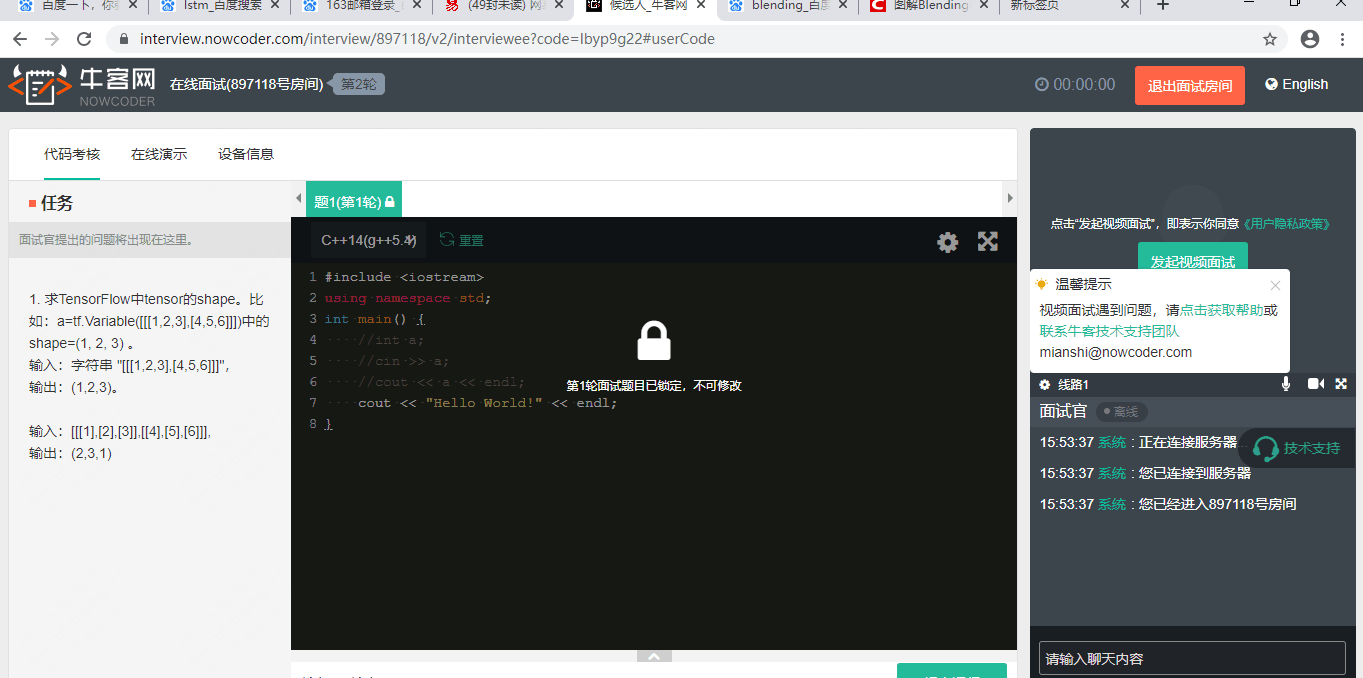 百度一下，你
lstm_百度搜索
163邮箱登录_
(49封未读) 网
候选人_牛客网
blending_百度
图解Blending
新标签页
interview.nowcoder.com/interview/897118/v2/interviewee?code=Ibyp9g22#userCode
牛客网
NOWCODER
在线面试(897118号房间)
第2轮
00:00:00
退出面试房间
English
代码考核
在线演示
设备信息
任务
面试官提出的问题将出现在这里。
1. 求TensorFlow中tensor的shape。比
如：a=tf.Variable([[[1,2,3],[4,5,6]]])中的
shape=(1, 2, 3) 。
输入：字符串 "[[[1,2,3],[4,5,6]]]",
输出：(1,2,3)。
输入：[[[1],[2],[3]],[[4],[5],[6]]],
输出：(2,3,1)
题1(第1轮)
C++14(g++5.4)
重置
1 #include <iostream>
2 using namespace std;
3 int main() {
4 //int a;
5 //cin >> a;
6 //cout << a << endl;
7 cout << "Hello World!" << endl;
8 }
第1轮面试题目已锁定，不可修改
点击“发起视频面试”，即表示你同意《用户隐私政策》
发起视频面试
温馨提示
视频面试遇到问题，请点击获取帮助或
联系牛客技术支持团队
mianshi@nowcoder.com
线路1
面试官
离线
15:53:37 系统 : 正在连接服务器
技术支持
15:53:37 系统 : 您已连接到服务器
15:53:37 系统 : 您已经进入897118号房间
请输入聊天内容